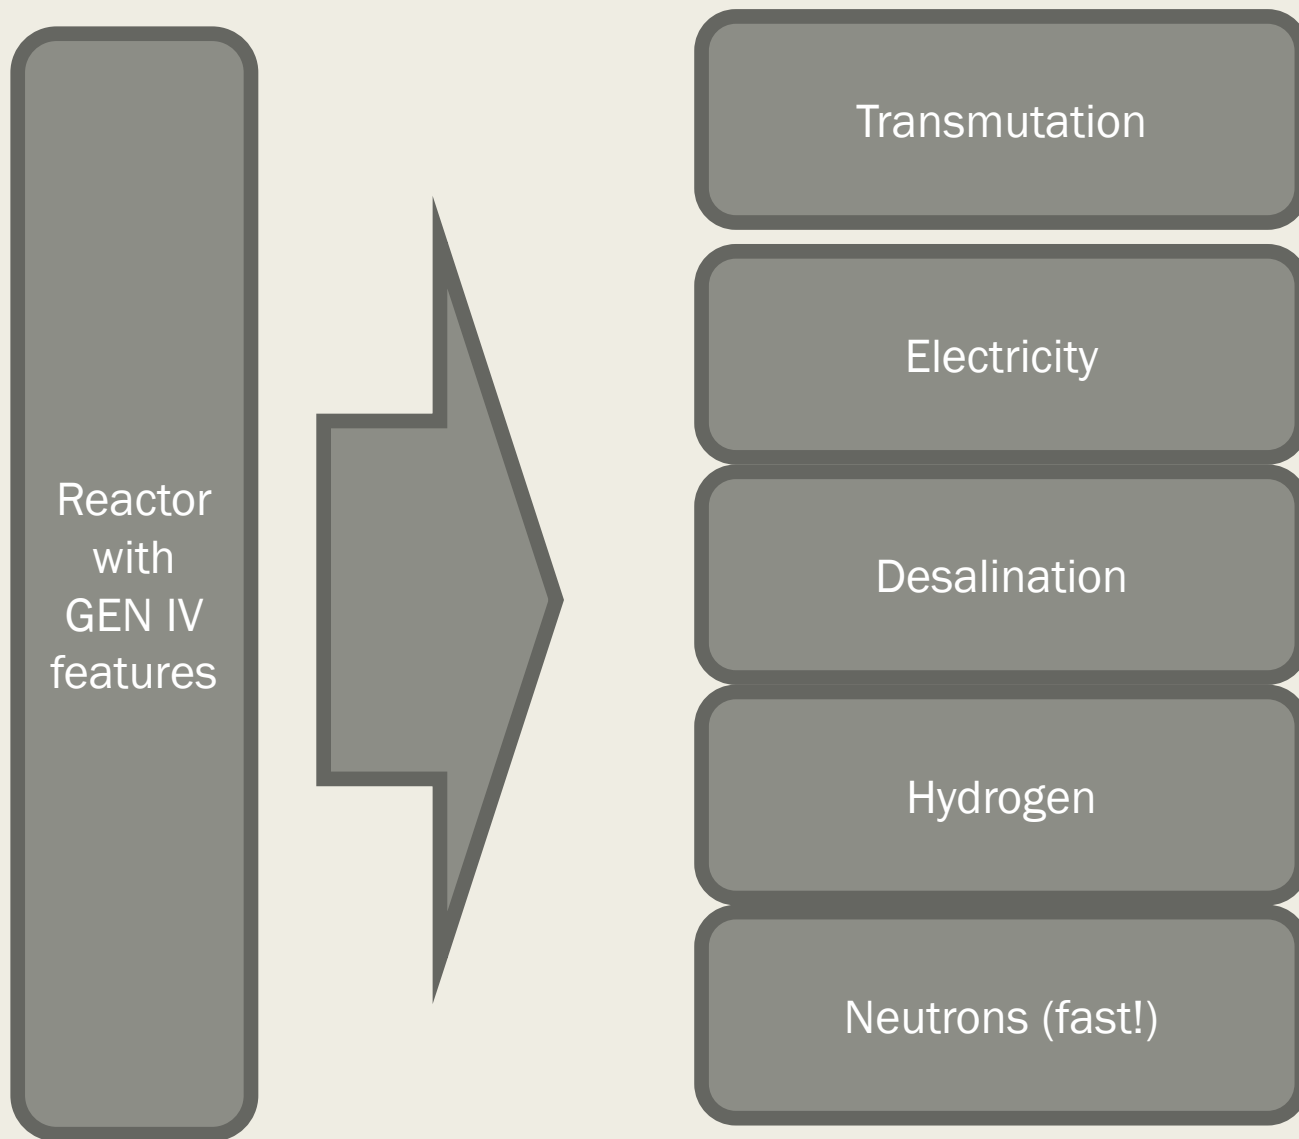 Reactor
with
GEN IV
features
Transmutation
Electricity
Desalination
Hydrogen
Neutrons (fast!)